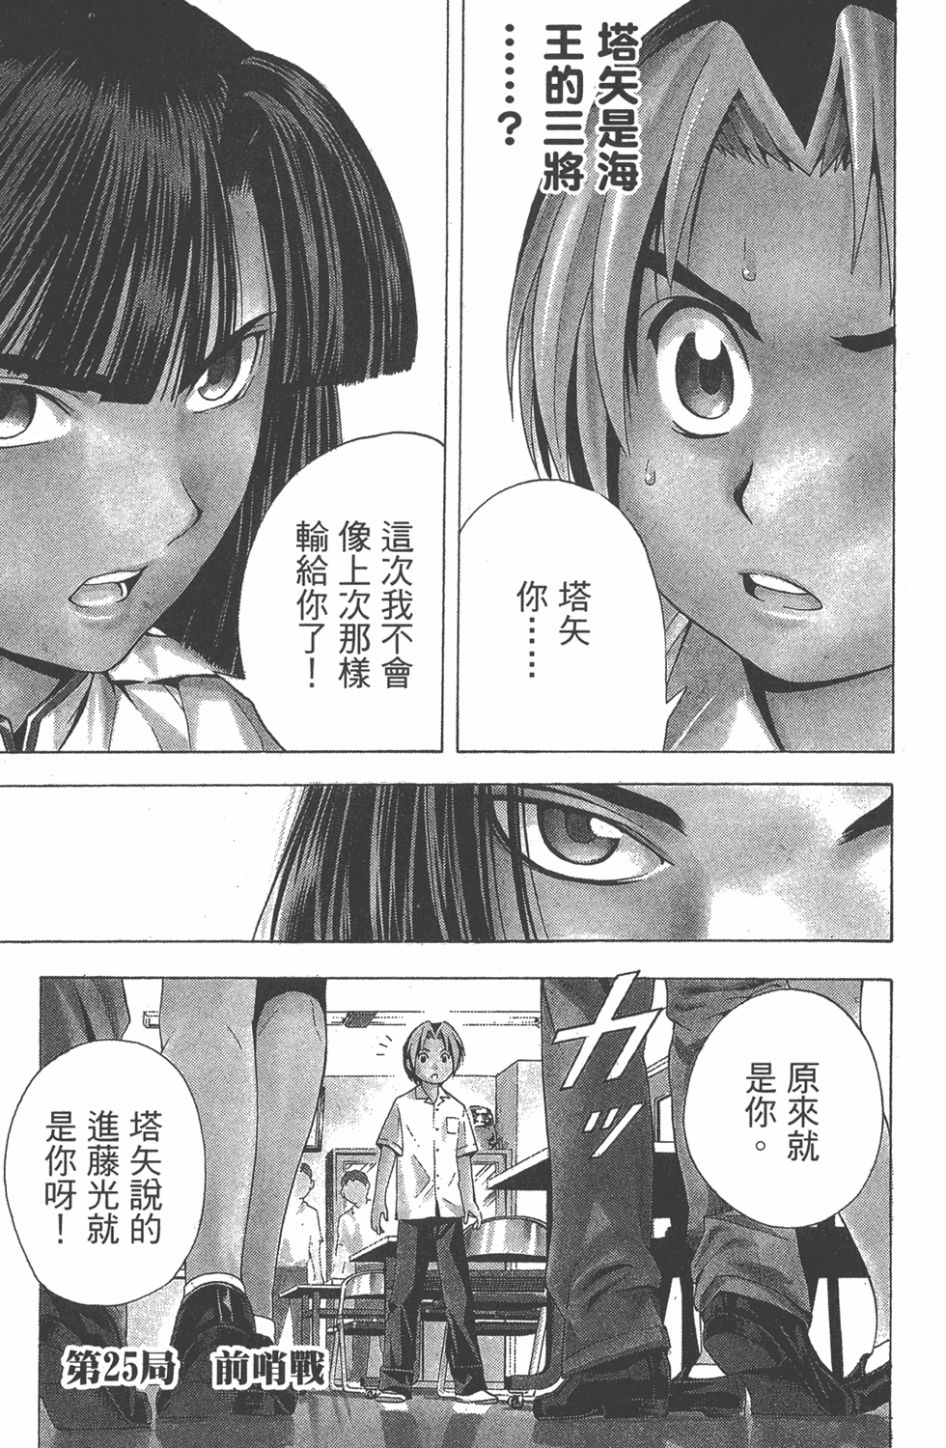 塔矢是海
王的三將
……？
塔矢
你……
這次我不會
像上次那樣
輸給你了！
原來就
是你。
カッ
塔矢說的
進藤光就
是你呀！
第25局　前哨戰